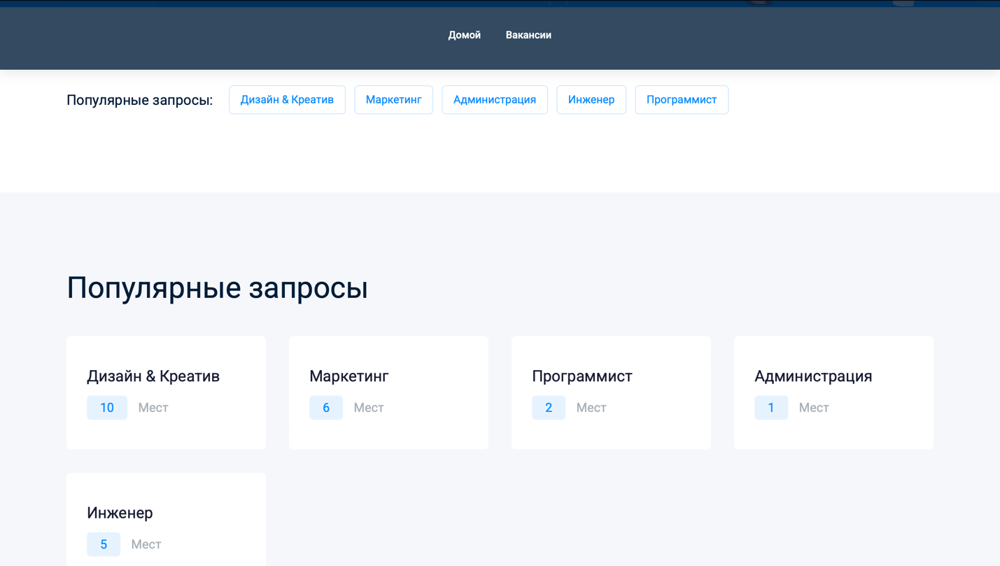 Домой Вакансии
Популярные запросы: Дизайн & Креатив Маркетинг Администрация Инженер Программист
Популярные запросы
Дизайн & Креатив Маркетинг Программист Администрация
10 Мест 6 Мест 2 Мест 1 Мест
Инженер
5 Мест